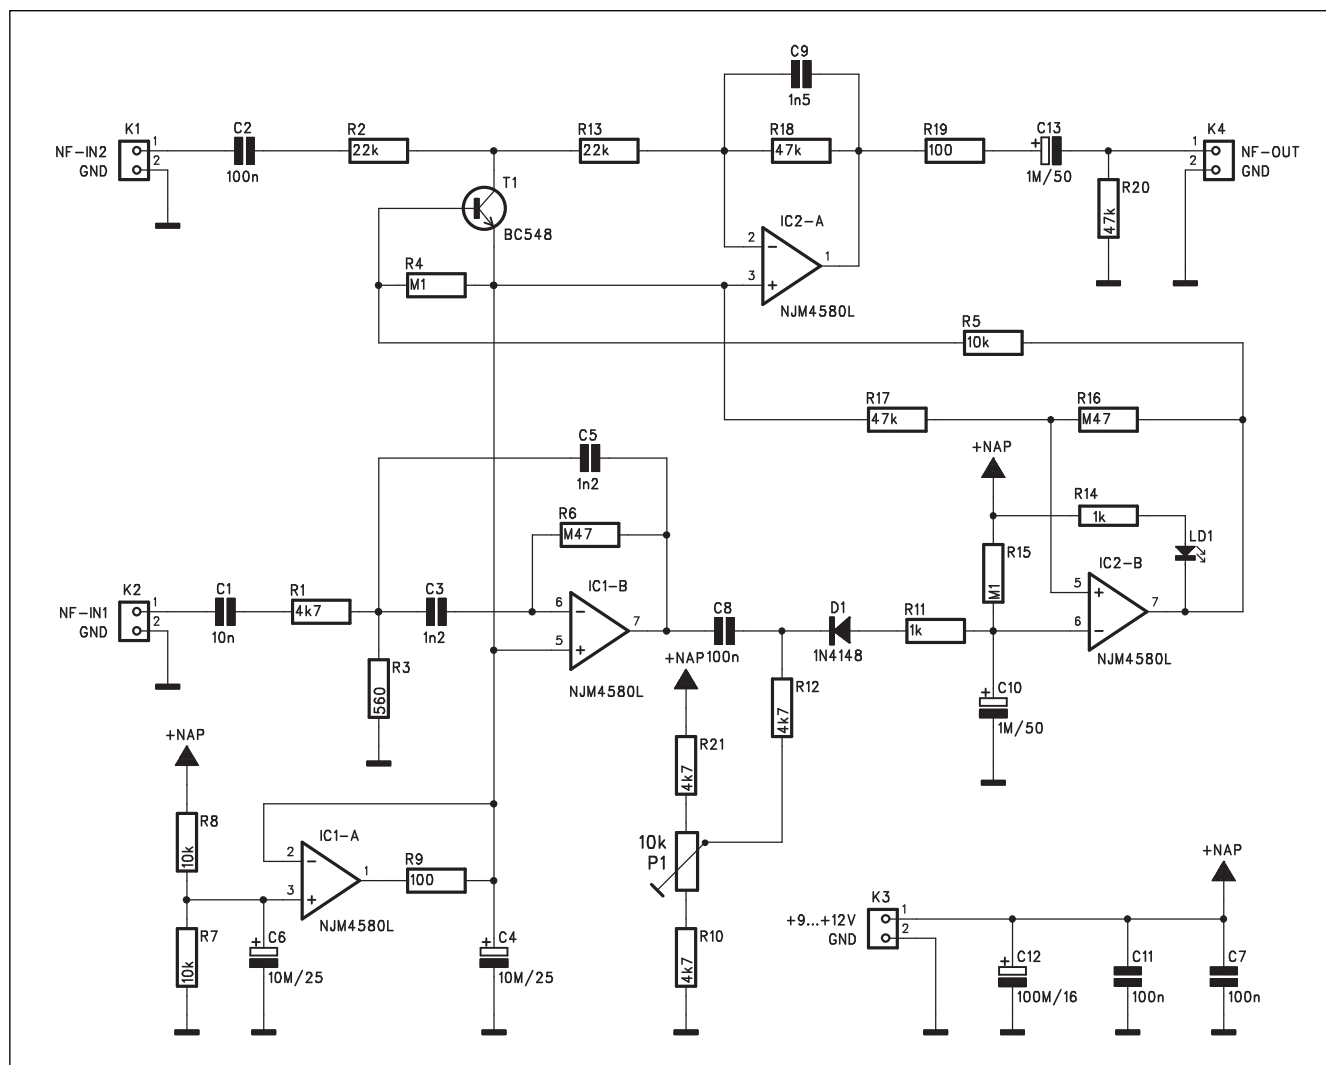 C9
1n5
K1
1
2
NF-IN2
GND
C2
100n
R2
22k
R13
22k
R18
47k
R19
100
C13
+
1M/50
K4
1
2
NF-OUT
GND
R20
47k
T1
BC548
IC2-A
2
-
3
+
1
NJM4580L
R4
M1
R5
10k
R17
47k
R16
M47
C5
1n2
+NAP
R14
1k
R6
M47
R15
M1
LD1
IC2-B
K2
1
2
NF-IN1
GND
C1
10n
R1
4k7
C3
1n2
IC1-B
6
-
5
+
7
NJM4580L
C8
100n
D1
1N4148
R11
1k
5
+
6
-
7
NJM4580L
R3
560
+NAP
R12
4k7
C10
+
1M/50
+NAP
R21
4k7
R8
10k
IC1-A
2
-
3
+
1
NJM4580L
R9
100
10k
P1
+NAP
R7
10k
C6
+
10M/25
C4
+
10M/25
R10
4k7
K3
1
2
+9...+12V
GND
C12
+
100M/16
C11
100n
C7
100n